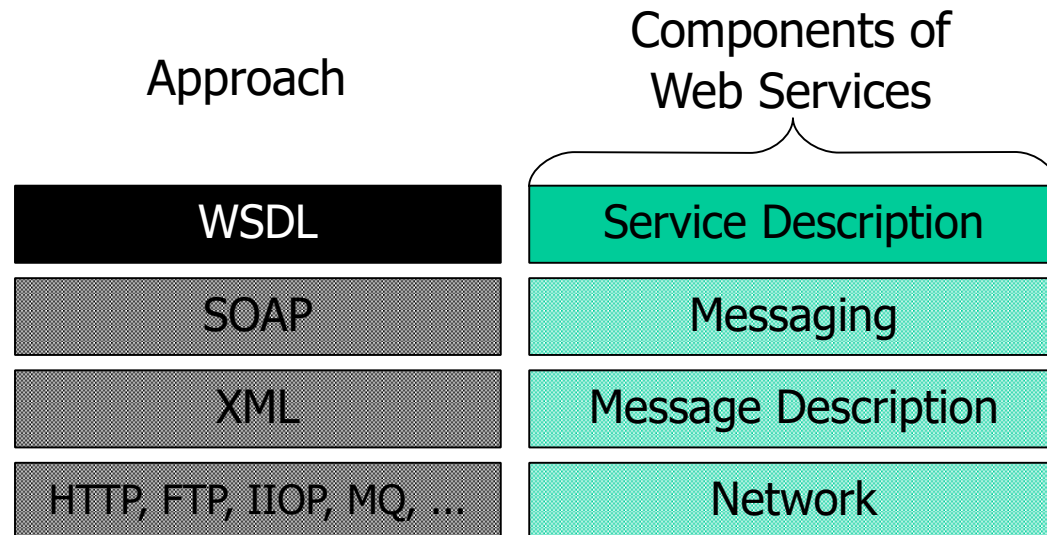 Approach
Components of
Web Services
WSDL
Service Description
SOAP
Messaging
XML
Message Description
HTTP, FTP, IIOP, MQ, ...
Network